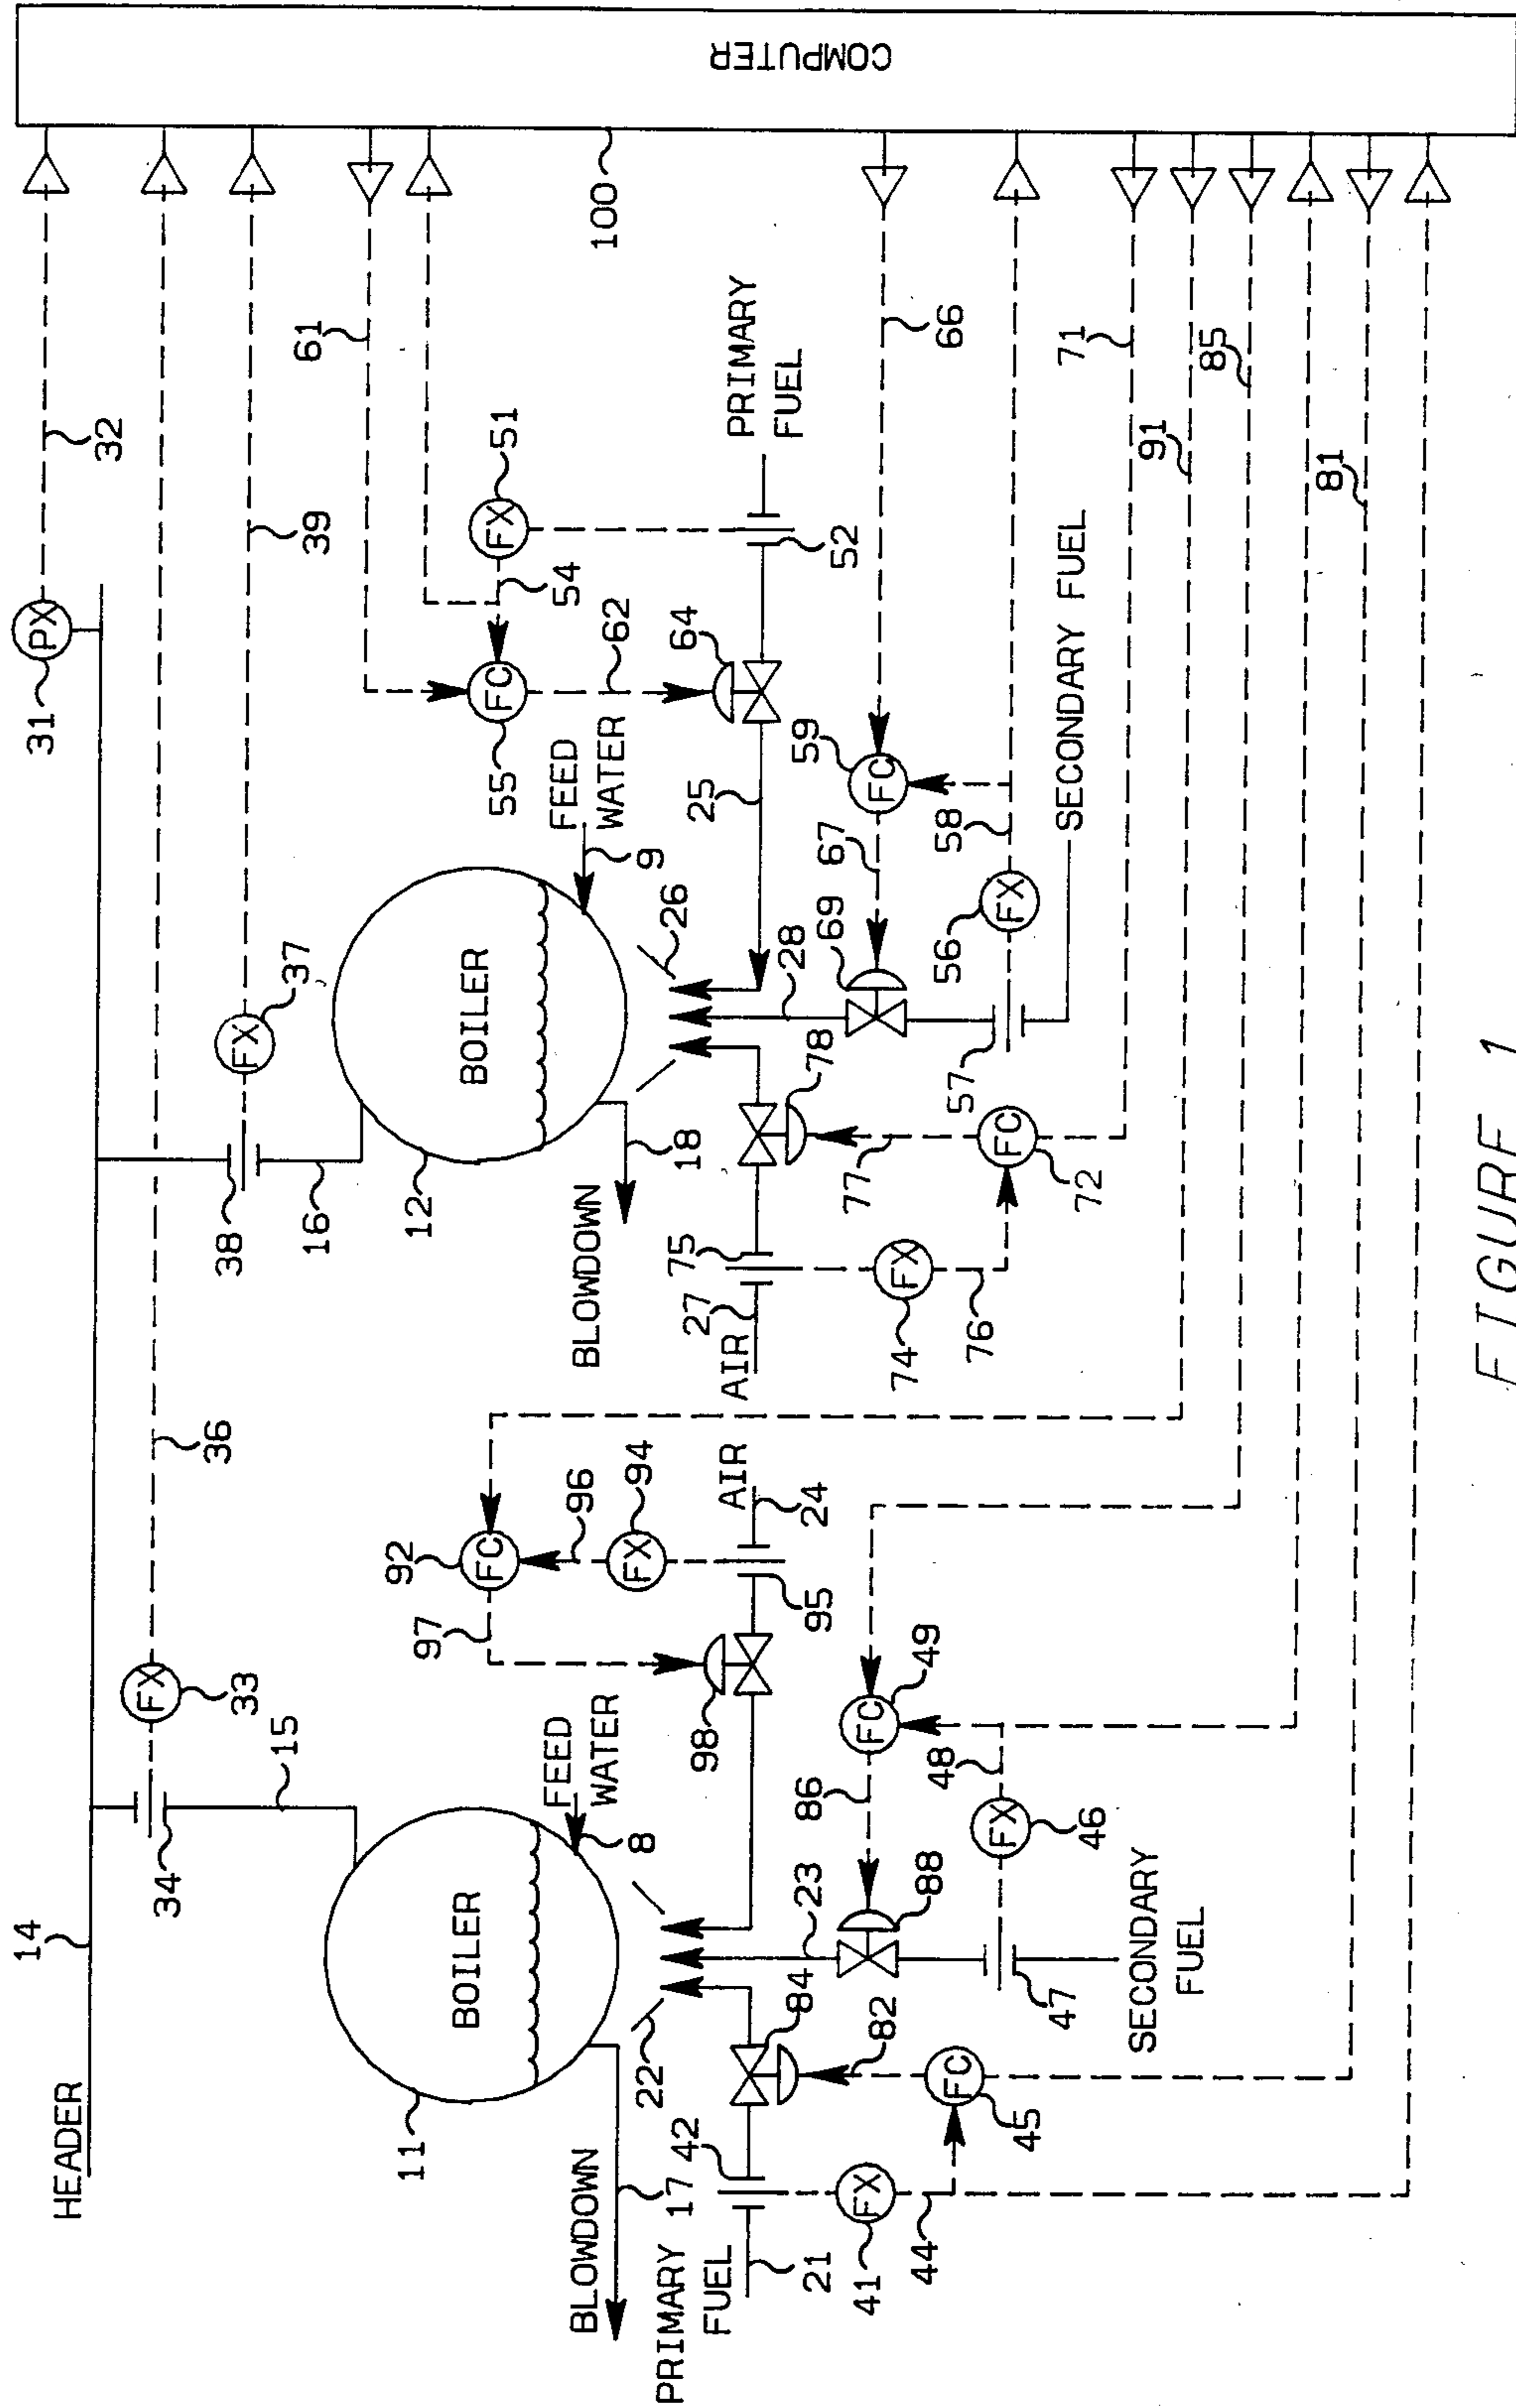 HEADER
14
34
33
FX
36
15
11
BOILER
FEED
WATER
8
BLOWDOWN
17
22
PRIMARY
FUEL
21
42
84
82
41
FX
44
45
FC
23
88
86
49
FC
48
46
FX
47
SECONDARY
FUEL
92
FC
97
96
94
FX
98
95
AIR
24
31
PX
32
38
37
FX
39
16
12
BOILER
FEED
WATER
9
BLOWDOWN
18
26
AIR
27
75
78
77
74
FX
76
72
FC
28
69
67
59
FC
58
56
FX
57
SECONDARY FUEL
55
FC
62
54
51
FX
64
52
25
PRIMARY
FUEL
61
66
71
91
85
81
100
COMPUTER
FIGURE 1